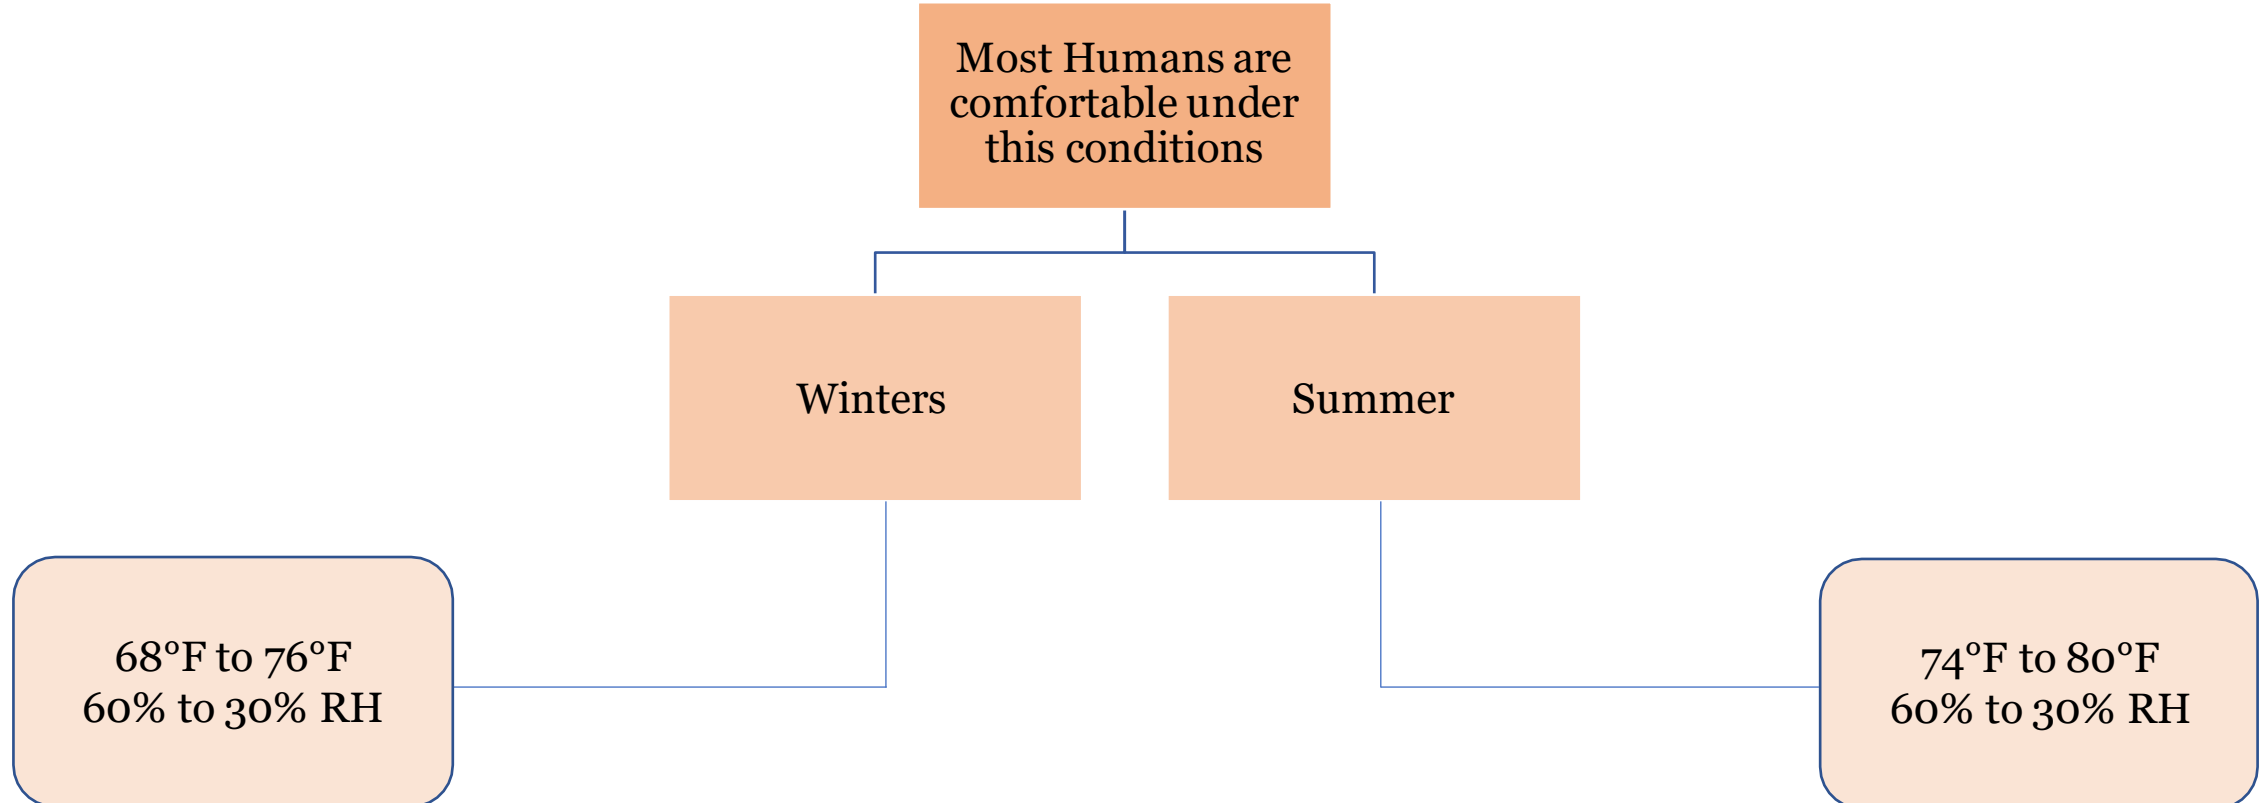 Most Humans are
comfortable under
this conditions
Winters
Summer
68°F to 76°F
60% to 30% RH
74°F to 80°F
60% to 30% RH